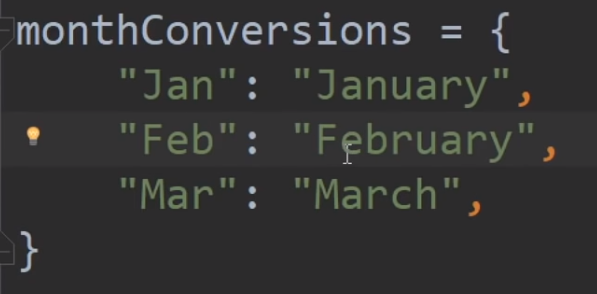 monthConversions = {
    "Jan": "January",
    "Feb": "February",
    "Mar": "March",
}